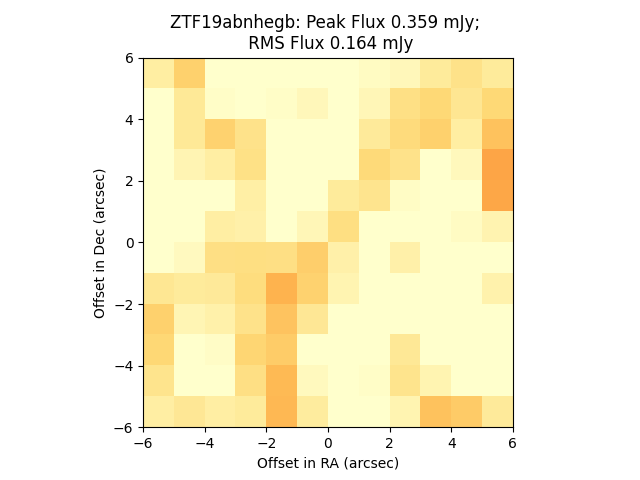 ZTF19abnhegb: Peak Flux 0.359 mJy;
RMS Flux 0.164 mJy
6
4
2
0
−2
−4
−6
Offset in Dec (arcsec)
−6 −4 −2 0 2 4 6
Offset in RA (arcsec)